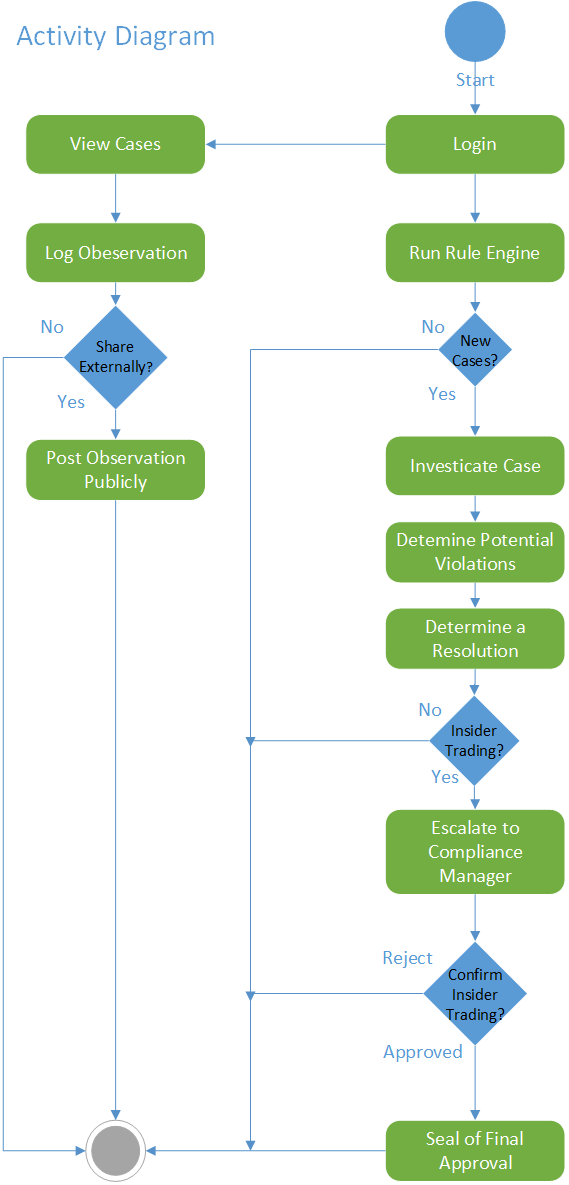 Activity Diagram
Start
View Cases
Login
Log Obeservation
Run Rule Engine
No
Share
Externally?
Yes
No
New
Cases?
Yes
Post Observation
Publicly
Investicate Case
Detemine Potential
Violations
Determine a
Resolution
No
Insider
Trading?
Yes
Escalate to
Compliance
Manager
Reject
Confirm
Insider
Trading?
Approved
Seal of Final
Approval